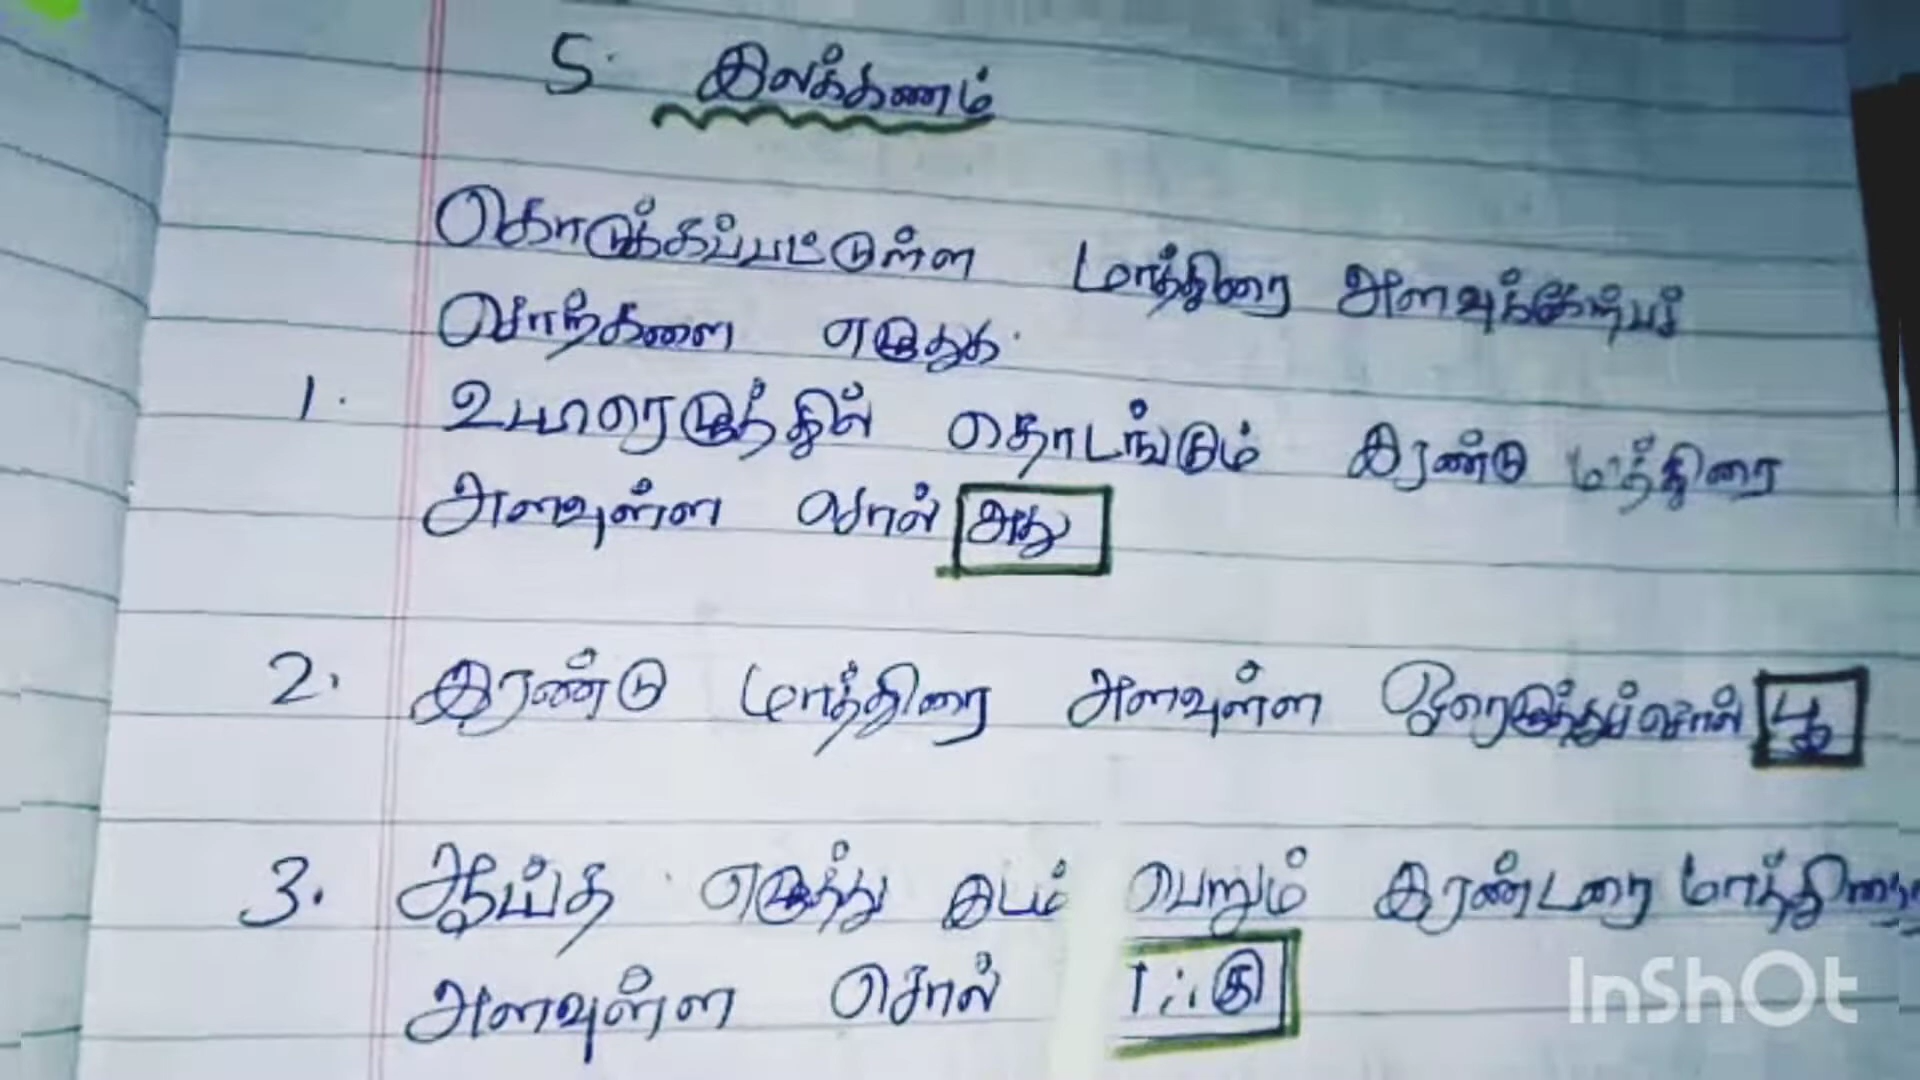 5. இலக்கணம்
கொடுக்கப்பட்டுள்ள மாத்திரை அளவுக்கேற்பச்
சொற்களை எழுதுக.
1. உயிரெழுத்தில் தொடங்கும் இரண்டு மாத்திரை
அளவுள்ள சொல் அது
2. இரண்டு மாத்திரை அளவுள்ள ஓரெழுத்துச்சொல் பூ
3. ஆய்த எழுத்து இடம் பெறும் இரண்டரை மாத்திரை
அளவுள்ள சொல்
InShOt